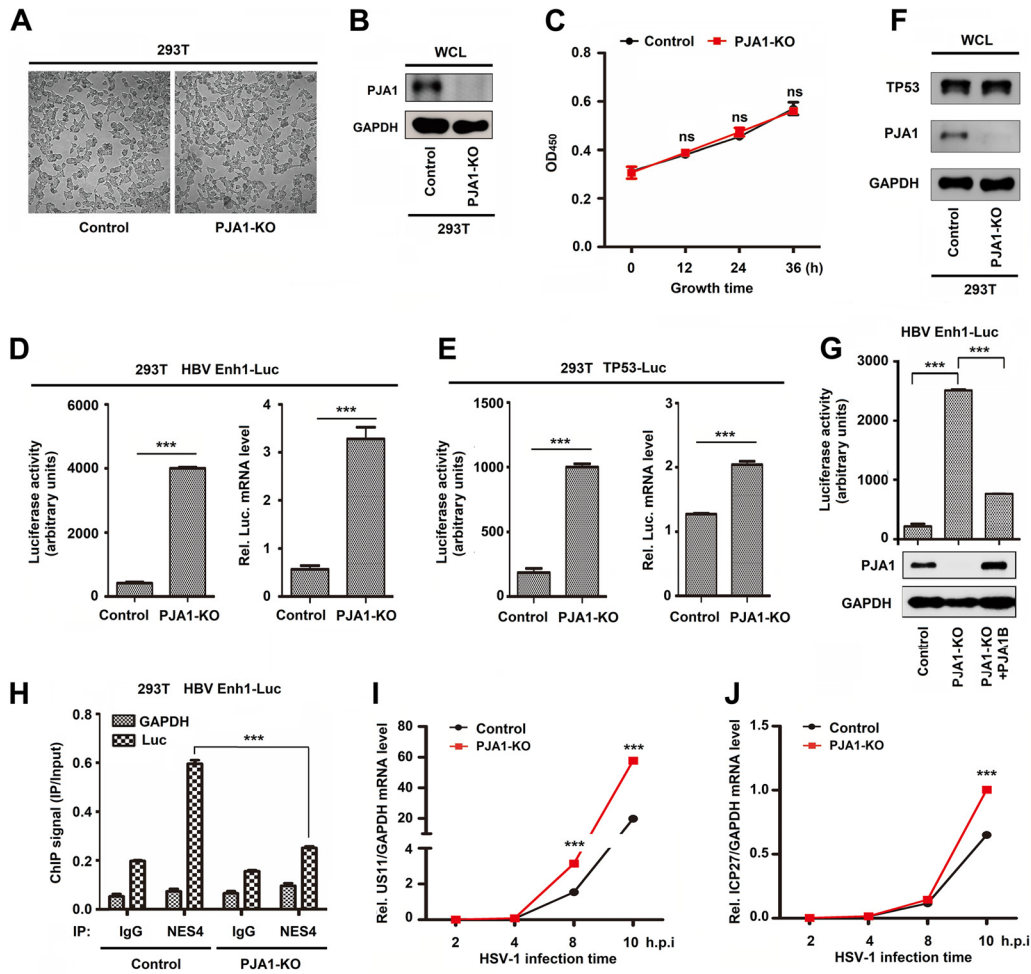 A
293T
Control
PJA1-KO
B
WCL
PJA1
GAPDH
Control
PJA1-KO
293T
C
Control
PJA1-KO
OD450
0.8
0.6
0.4
0.2
0.0
ns
ns
ns
0
12
24
36 (h)
Growth time
F
WCL
TP53
PJA1
GAPDH
Control
PJA1-KO
293T
D
293T HBV Enh1-Luc
Luciferase activity
(arbitrary units)
6000
4000
2000
0
***
Control
PJA1-KO
Rel. Luc. mRNA level
4
3
2
1
0
***
Control
PJA1-KO
E
293T TP53-Luc
Luciferase activity
(arbitrary units)
1500
1000
500
0
***
Control
PJA1-KO
Rel. Luc. mRNA level
3
2
1
0
***
Control
PJA1-KO
G
HBV Enh1-Luc
Luciferase activity
(arbitrary units)
3000
2000
1000
0
***
***
PJA1
GAPDH
Control
PJA1-KO
PJA1-KO
+PJA1B
H
293T HBV Enh1-Luc
GAPDH
Luc
ChIP signal (IP/Input)
0.8
0.6
0.4
0.2
0.0
***
IP:
IgG
NES4
IgG
NES4
Control
PJA1-KO
I
Control
PJA1-KO
Rel. US11/GAPDH mRNA level
80
60
40
20
4
2
0
***
***
2
4
8
10
h.p.i
HSV-1 infection time
J
Control
PJA1-KO
Rel. ICP27/GAPDH mRNA level
1.5
1.0
0.5
0.0
***
2
4
8
10
h.p.i
HSV-1 infection time